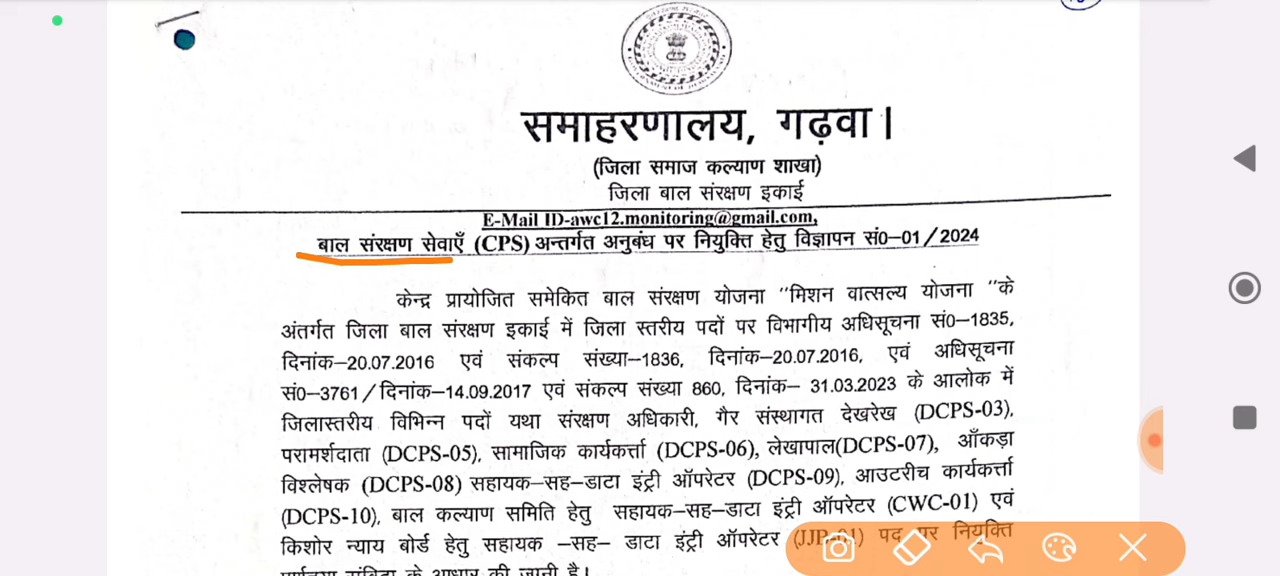 समाहरणालय, गढ़वा।
(जिला समाज कल्याण शाखा)
जिला बाल संरक्षण इकाई
E-Mail ID-awc12.monitoring@gmail.com,
बाल संरक्षण सेवाएँ (CPS) अन्तर्गत अनुबंध पर नियुक्ति हेतु विज्ञापन सं0-01/2024
केन्द्र प्रायोजित समेकित बाल संरक्षण योजना "मिशन वात्सल्य योजना "के
अंतर्गत जिला बाल संरक्षण इकाई में जिला स्तरीय पदों पर विभागीय अधिसूचना सं0-1835,
दिनांक-20.07.2016 एवं संकल्प संख्या-1836, दिनांक-20.07.2016, एवं अधिसूचना
सं0-3761/दिनांक-14.09.2017 एवं संकल्प संख्या 860, दिनांक- 31.03.2023 के आलोक में
जिलास्तरीय विभिन्न पदों यथा संरक्षण अधिकारी, गैर संस्थागत देखरेख (DCPS-03),
परामर्शदाता (DCPS-05), सामाजिक कार्यकर्त्ता (DCPS-06), लेखापाल(DCPS-07), आँकड़ा
विश्लेषक (DCPS-08) सहायक-सह-डाटा इंट्री ऑपरेटर (DCPS-09), आउटरीच कार्यकर्त्ता
(DCPS-10), बाल कल्याण समिति हेतु सहायक-सह-डाटा इंट्री ऑपरेटर (CWC-01) एवं
किशोर न्याय बोर्ड हेतु सहायक -सह- डाटा इंट्री ऑपरेटर (JJP-01) पद पर नियुक्ति
के आधार की जानी है।